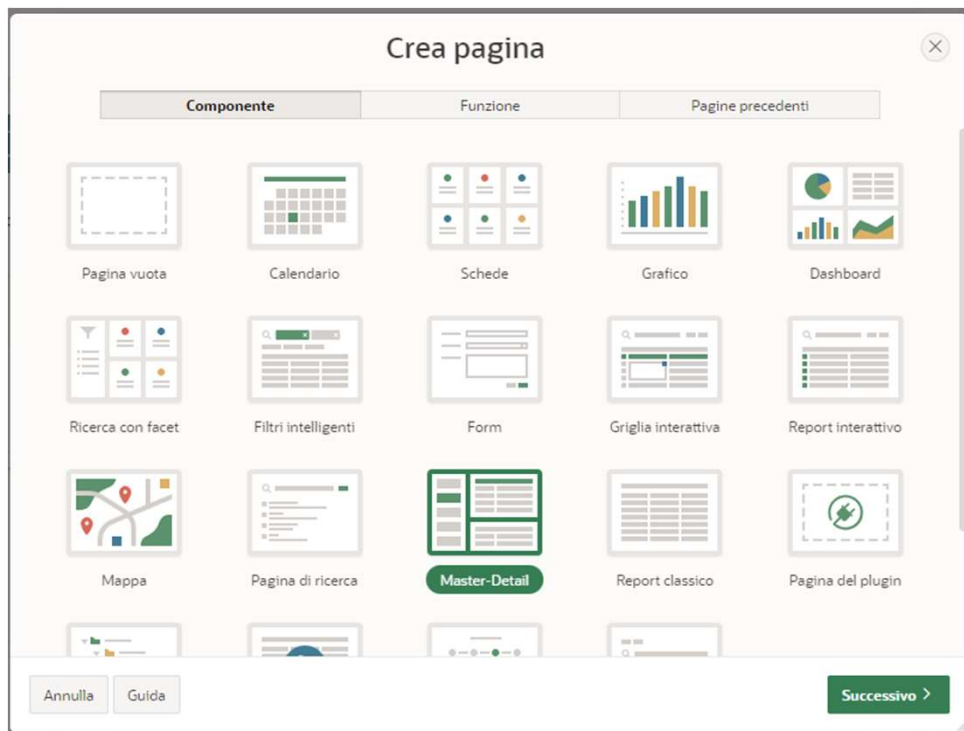 Crea pagina
Componente
Funzione
Pagine precedenti
Pagina vuota
Calendario
Schede
Grafico
Dashboard
Ricerca con facet
Filtri intelligenti
Form
Griglia interattiva
Report interattivo
Mappa
Pagina di ricerca
Master-Detail
Report classico
Pagina del plugin
Annulla
Guida
Successivo